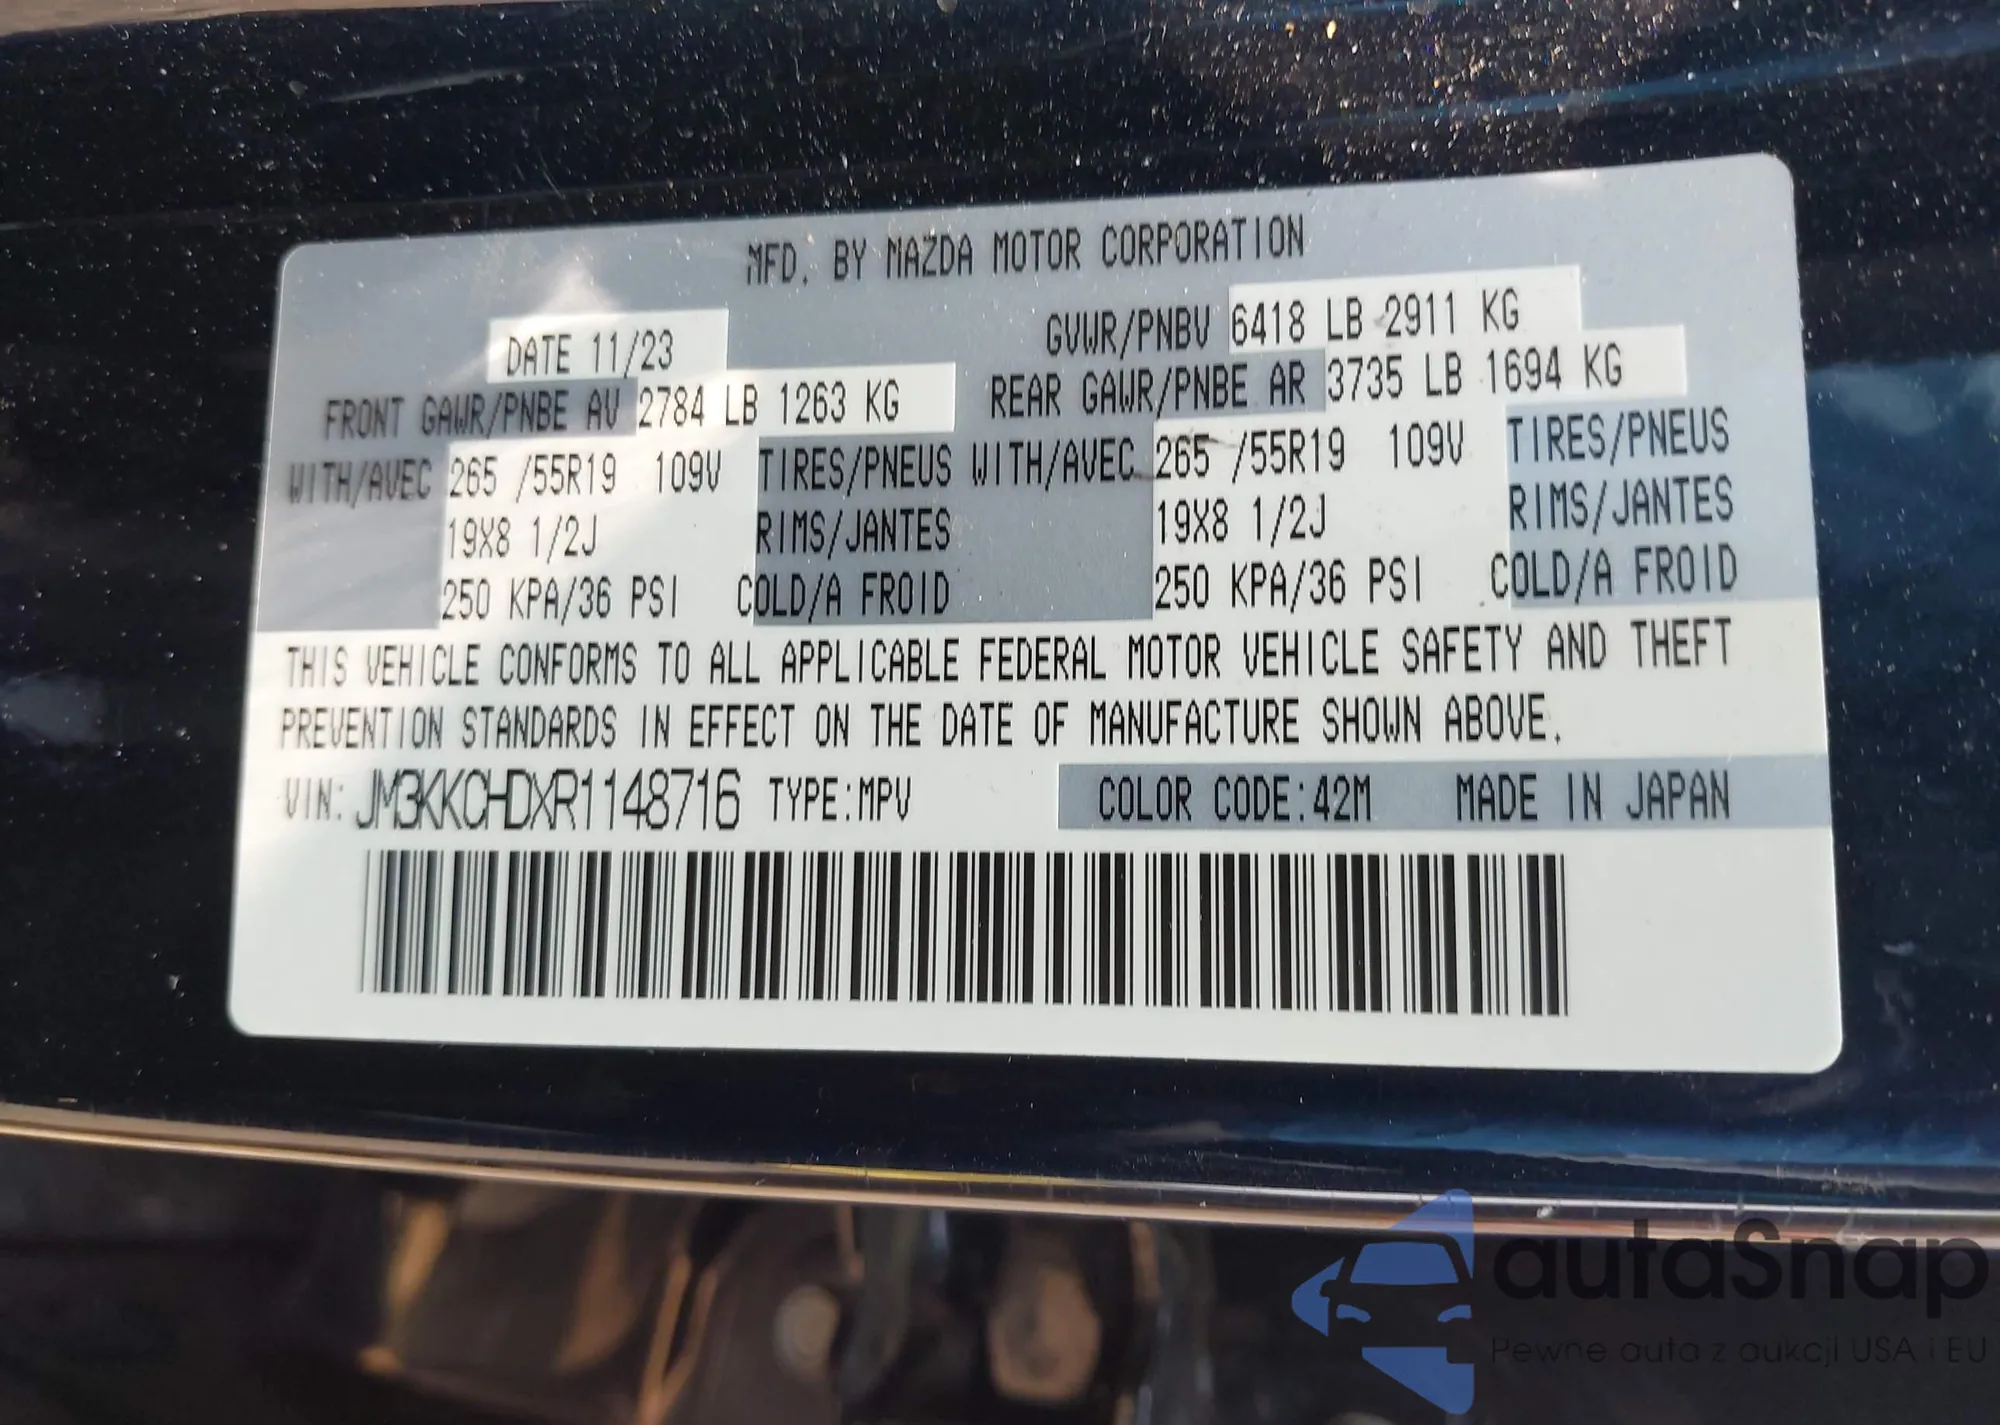 MFD. BY MAZDA MOTOR CORPORATION
DATE 11/23 GVWR/PNBV 6418 LB 2911 KG
FRONT GAWR/PNBE AV 2784 LB 1263 KG REAR GAWR/PNBE AR 3735 LB 1694 KG
WITH/AVEC 265 /55R19 109V TIRES/PNEUS WITH/AVEC 265 /55R19 109V TIRES/PNEUS
19X8 1/2J RIMS/JANTES 19X8 1/2J RIMS/JANTES
250 KPA/36 PSI COLD/A FROID 250 KPA/36 PSI COLD/A FROID
THIS VEHICLE CONFORMS TO ALL APPLICABLE FEDERAL MOTOR VEHICLE SAFETY AND THEFT
PREVENTION STANDARDS IN EFFECT ON THE DATE OF MANUFACTURE SHOWN ABOVE.
VIN: JM3KKCHDXR1148716 TYPE:MPV COLOR CODE:42M MADE IN JAPAN
autaSnap
Pewne auta z aukcji USA i EU